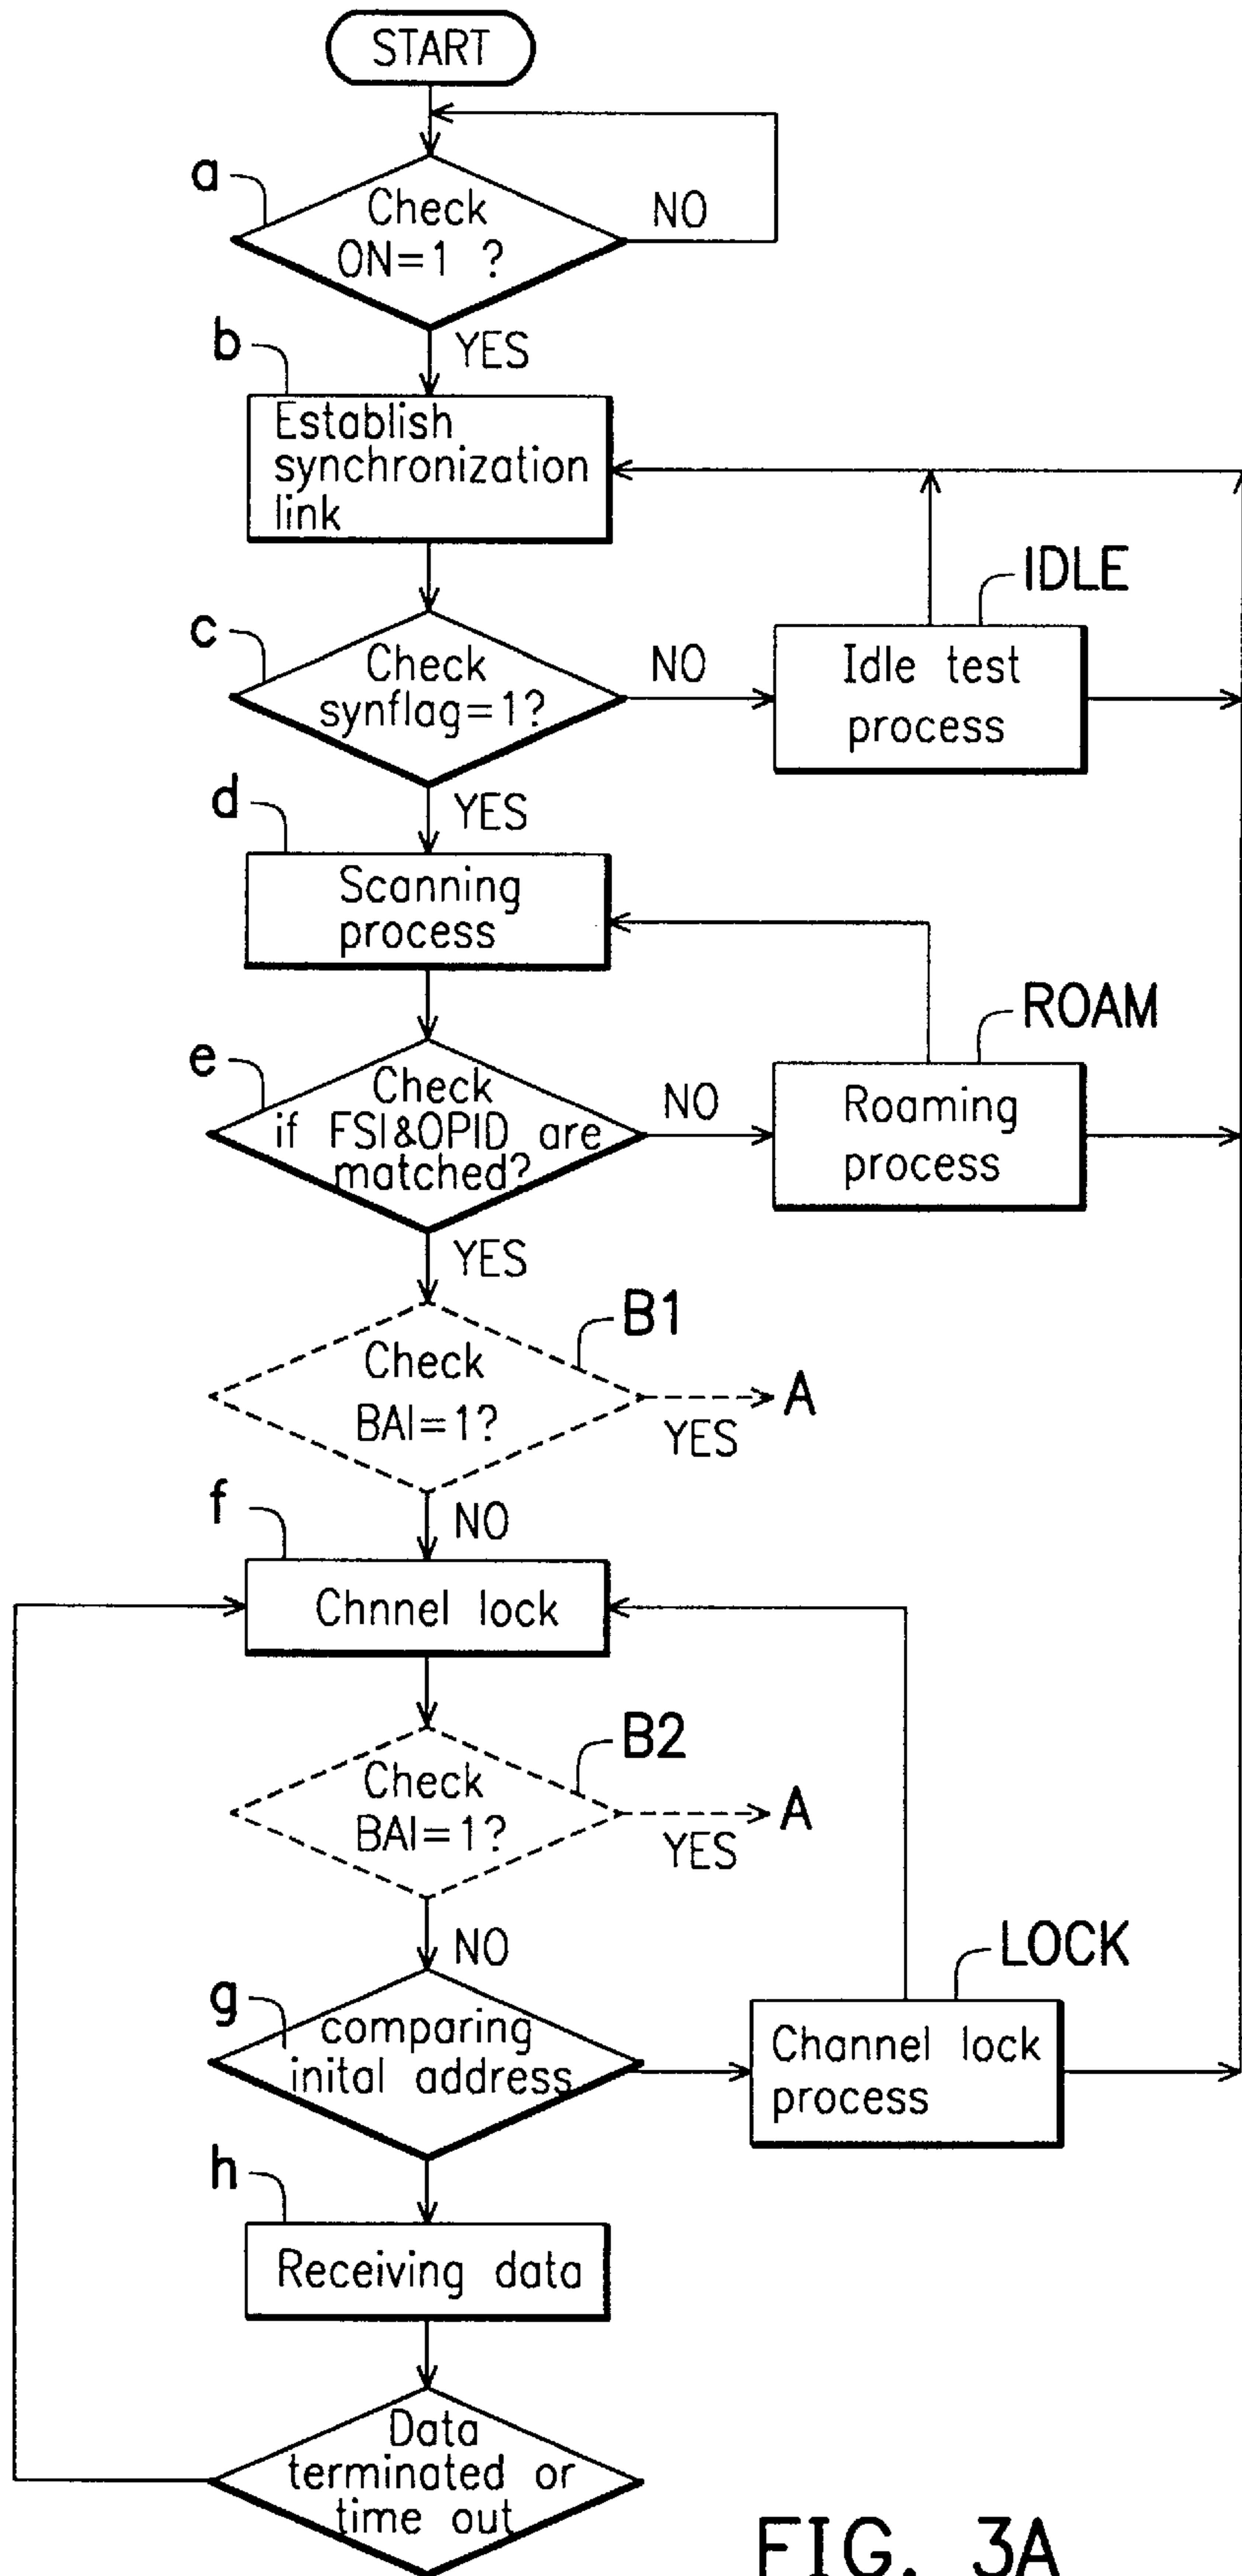 START
a
Check
ON=1 ?
NO
YES
b
Establish
synchronization
link
IDLE
c
Check
synflag=1?
NO
Idle test
process
YES
d
Scanning
process
ROAM
e
Check
if FSI&OPID are
matched?
NO
Roaming
process
YES
B1
Check
BAI=1?
YES
A
f
NO
Chnnel lock
B2
Check
BAI=1?
YES
A
NO
LOCK
g
comparing
inital address
Channel lock
process
h
Receiving data
Data
terminated or
time out
FIG. 3A